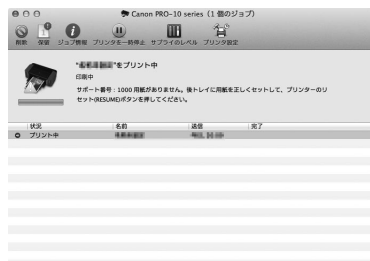 Canon PRO-10 series（1 個のジョブ）
削除 保留 ジョブ情報 プリンタを一時停止 サプライのレベル プリンタ設定
"をプリント中
印刷中
サポート番号：1000 用紙がありません。後トレイに用紙を正しくセットして、プリンターのリ
セット(RESUME)ボタンを押してください。
状況 名前 送信 完了
プリント中